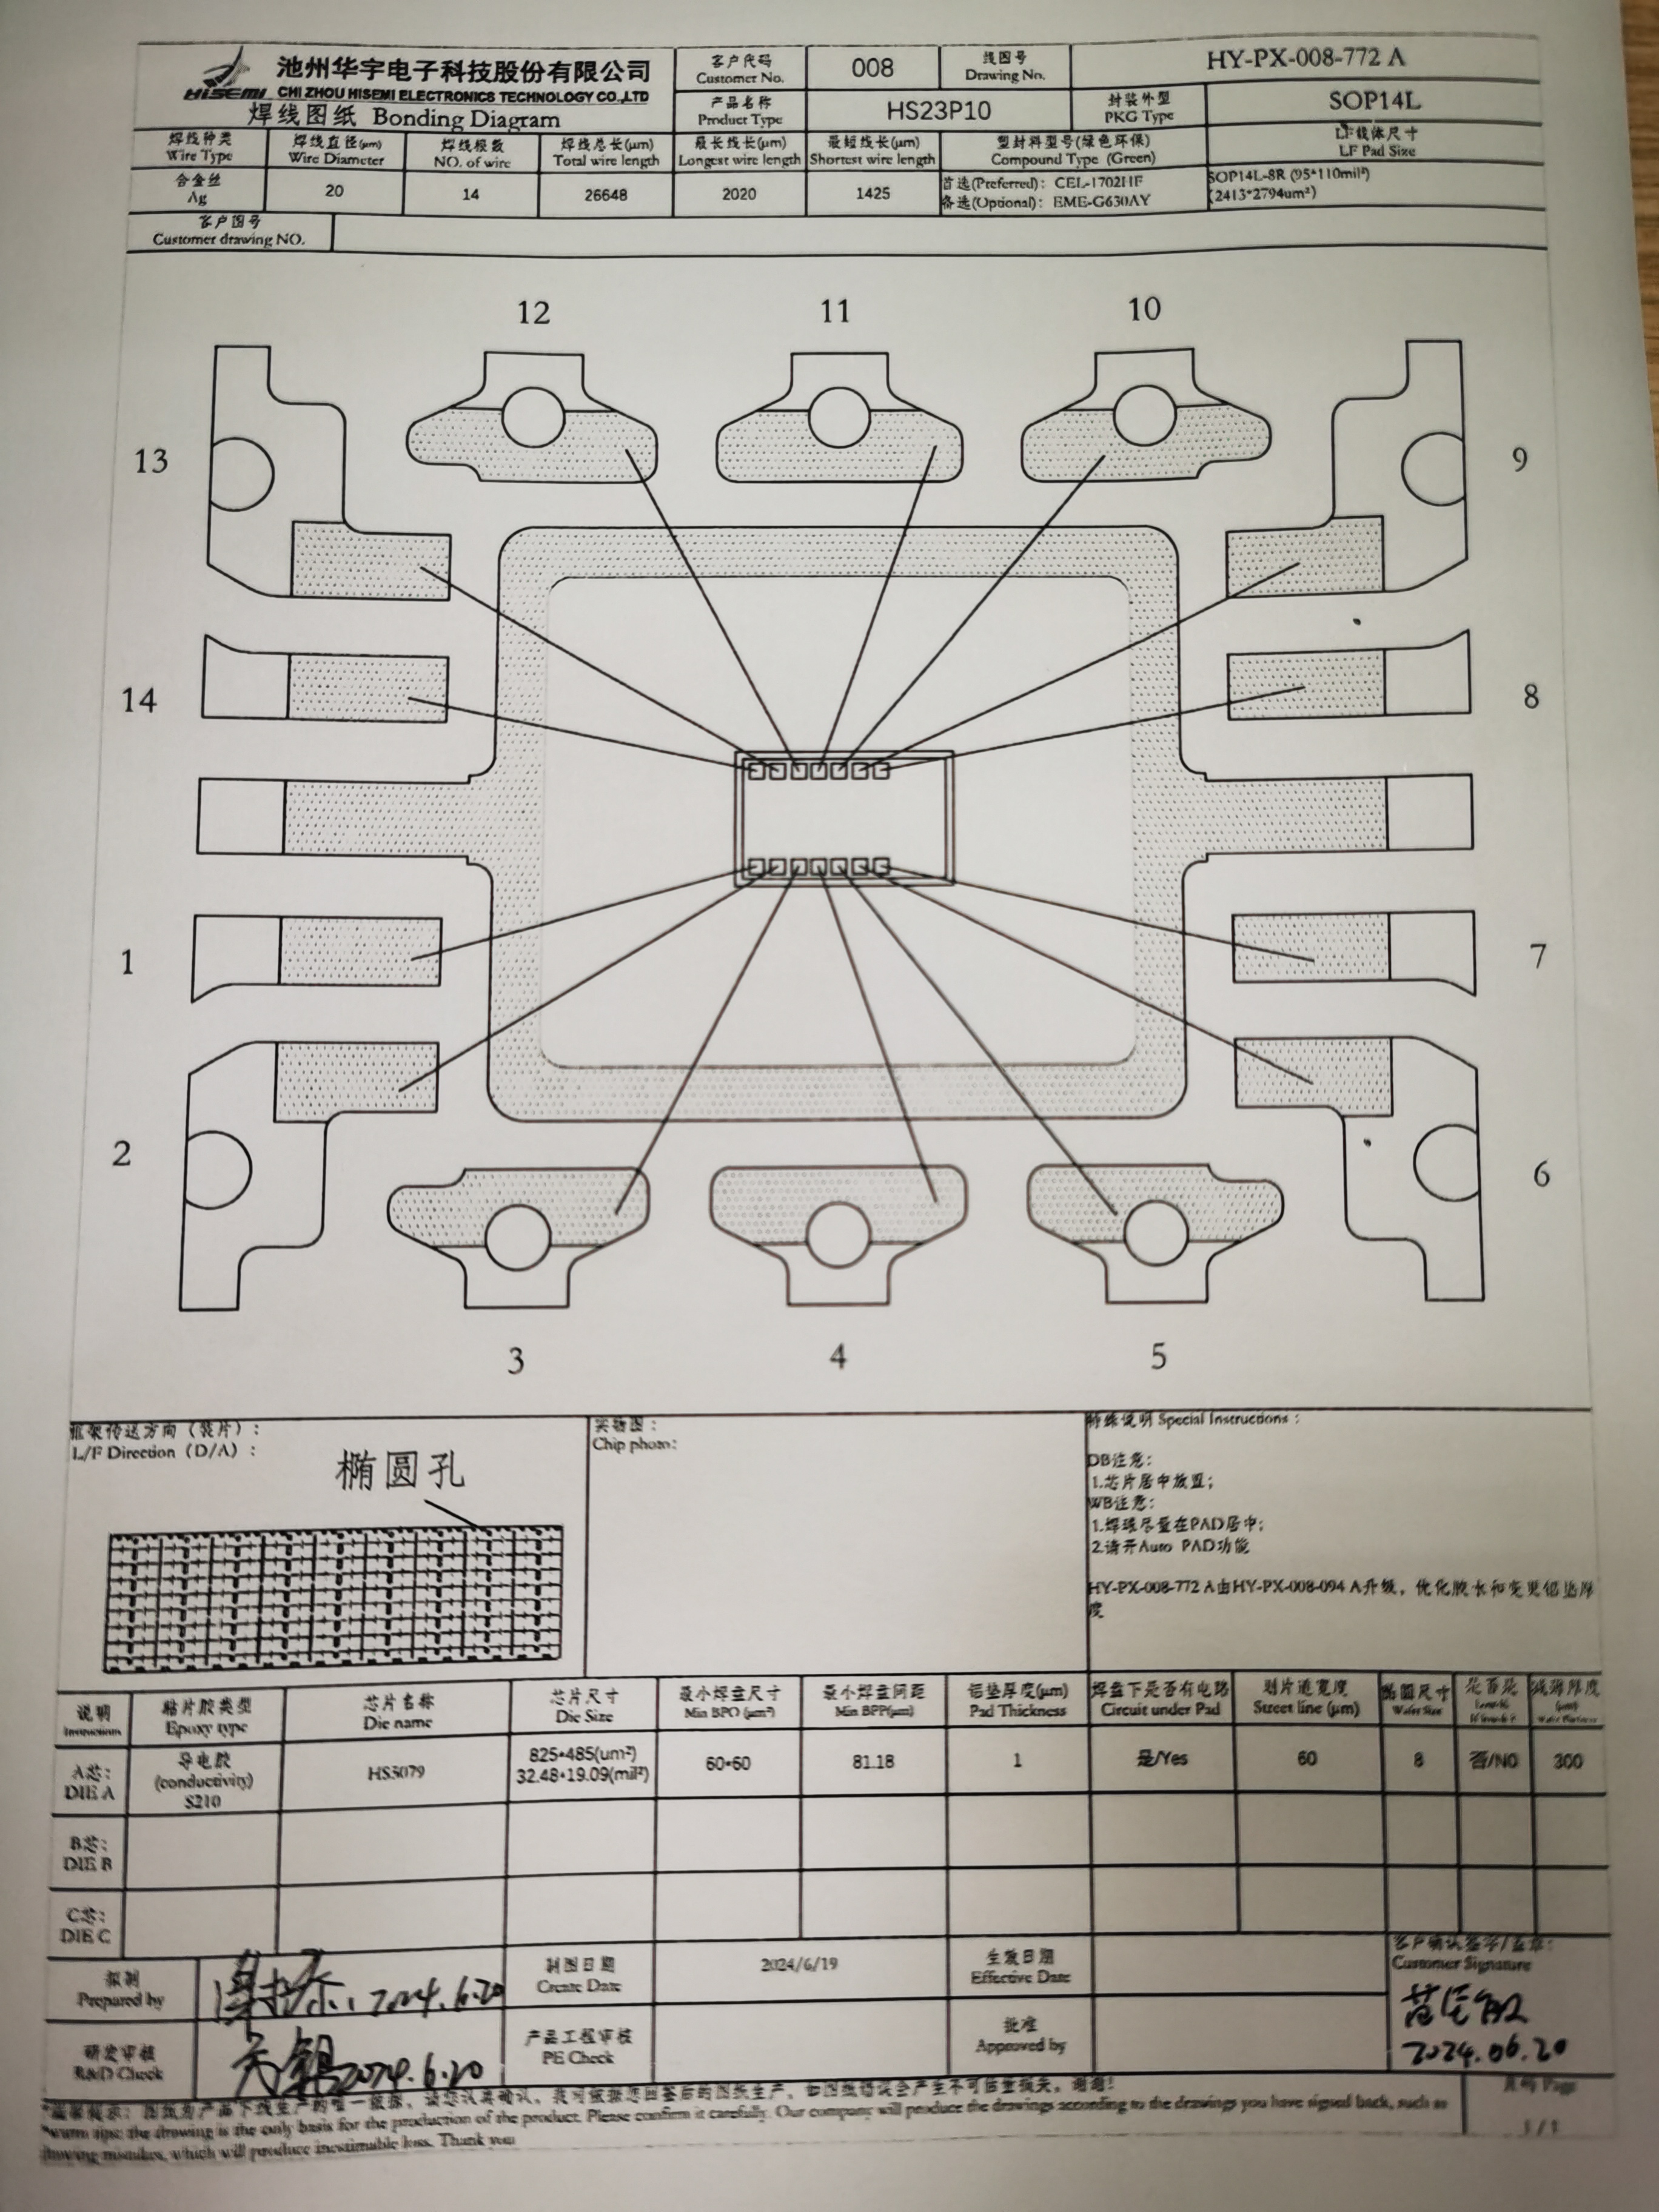 池州华宇电子科技股份有限公司
HISEMI CHI ZHOU HISEMI ELECTRONICS TECHNOLOGY CO.,LTD
焊线图纸 Bonding Diagram
客户代码
Customer No.
008
线图号
Drawing No.
HY-PX-008-772 A
产品名称
Product Type
HS23P10
封装外型
PKG Type
SOP14L
焊线种类
Wire Type
焊线直径(μm)
Wire Diameter
焊线根数
NO. of wire
焊线总长(μm)
Total wire length
最长线长(μm)
Longest wire length
最短线长(μm)
Shortest wire length
塑封料型号(绿色环保)
Compound Type (Green)
LF载体尺寸
LF Pad Size
合金丝
Ag
20
14
26648
2020
1425
首选(Preferred): CEL-1702HF
备选(Optional): EME-G630AY
SOP14L-8R (95*110mil²)
(2413*2794um²)
客户图号
Customer drawing NO.
12
11
10
13
9
14
8
1
7
2
6
3
4
5
框架传送方向（装片）:
L/F Direction（D/A）:
椭圆孔
实物图:
Chip photo:
特殊说明 Special Instructions:
DB注意:
1.芯片居中放置;
WB注意:
1.焊球尽量在PAD居中;
2.请开Auto PAD功能
HY-PX-008-772 A由HY-PX-008-094 A升级，优化胶长和变更铝垫厚
度
说明
粘片胶类型
Epoxy type
芯片名称
Die name
芯片尺寸
Die Size
最小焊盘尺寸
Min BPO (μm²)
最小焊盘间距
Min BPP(μm)
铝垫厚度(μm)
Pad Thickness
焊盘下是否有电路
Circuit under Pad
划片道宽度
Street line (μm)
晶圆尺寸
Wafer Size
是否是
减薄厚度
(μm)
A芯:
DIE A
导电胶
(conductivity)
S210
HS5079
825*485(um²)
32.48*19.09(mil²)
60*60
81.18
1
是/Yes
60
8
否/NO
300
B芯:
DIE B
C芯:
DIE C
拟制
Prepared by
2024.6.20
制图日期
Create Date
2024/6/19
生效日期
Effective Date
客户确认签字/盖章:
Customer Signature
2024.06.20
研发审核
R&D Check
2024.6.20
产品工程审核
PE Check
批准
Approved by
*温馨提示: 图纸为产品下线生产的唯一依据，请您认真确认，我司依据您回签后的图纸生产，如图纸错误会产生不可估量损失，谢谢!
*warm tips: the drawing is the only basis for the production of the product. Please confirm it carefully. Our company will produce the drawings according to the drawings you have signed back, such as
drawing mistakes, which will produce inestimable loss. Thank you
页码 Page
1/1